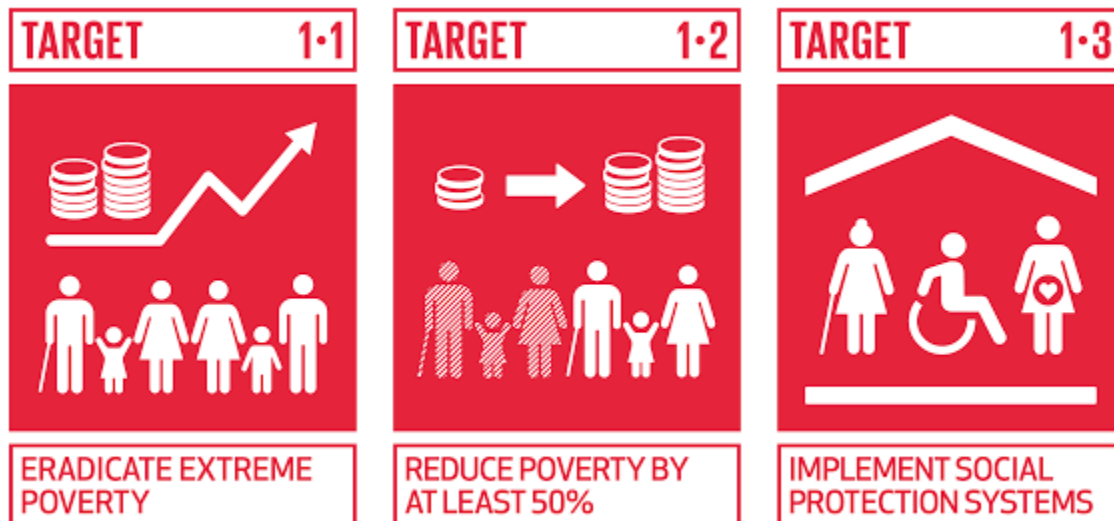 TARGET 1·1
TARGET 1·2
TARGET 1·3
ERADICATE EXTREME
POVERTY
REDUCE POVERTY BY
AT LEAST 50%
IMPLEMENT SOCIAL
PROTECTION SYSTEMS